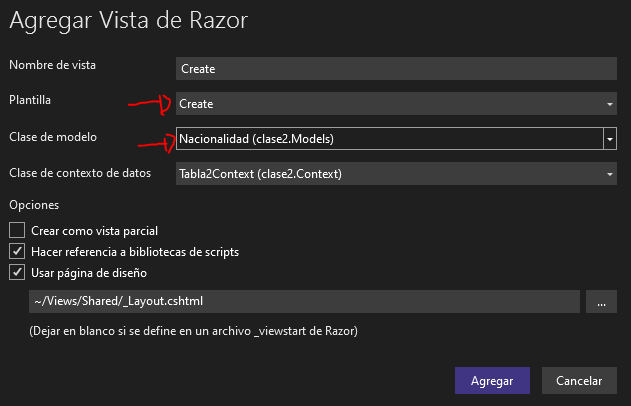 Agregar Vista de Razor
Nombre de vista
Create
Plantilla
Create
Clase de modelo
Nacionalidad (clase2.Models)
Clase de contexto de datos
Tabla2Context (clase2.Context)
Opciones
Crear como vista parcial
Hacer referencia a bibliotecas de scripts
Usar página de diseño
~/Views/Shared/_Layout.cshtml
...
(Dejar en blanco si se define en un archivo _viewstart de Razor)
Agregar
Cancelar